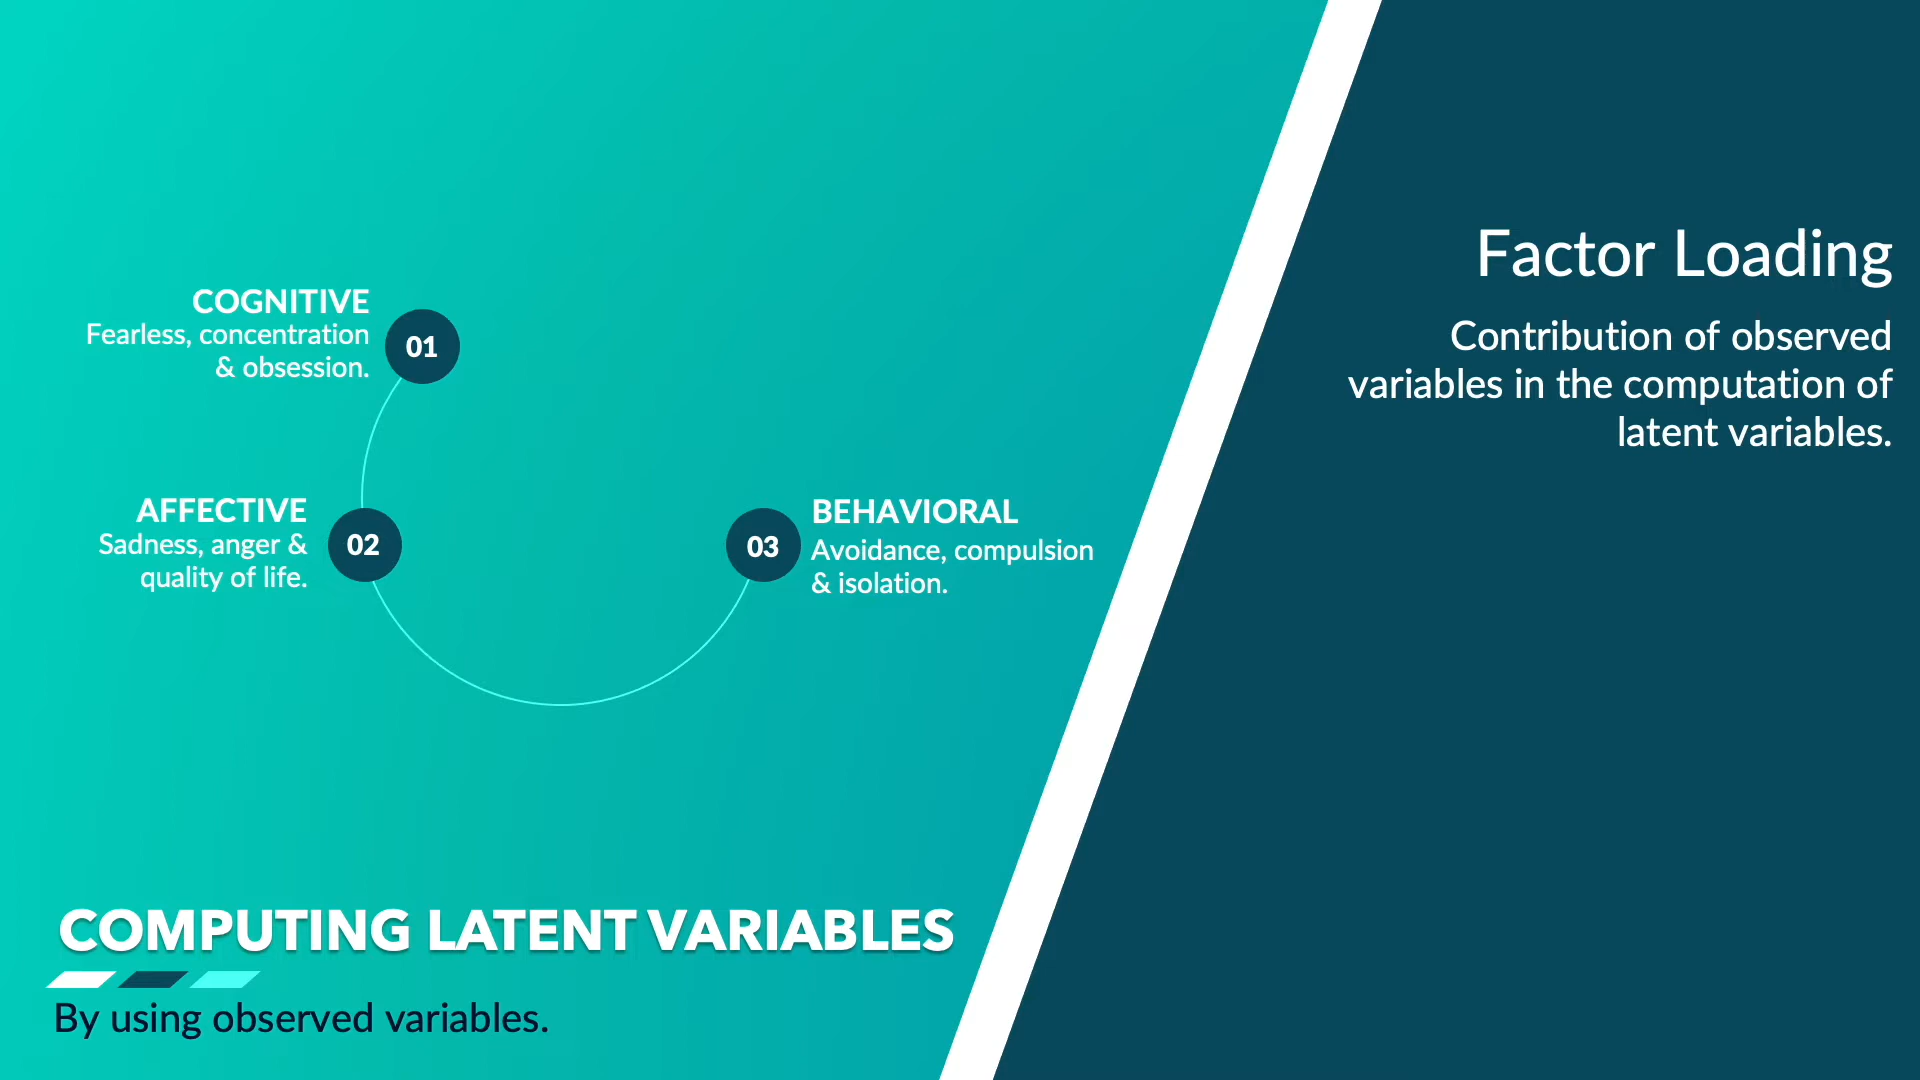 COGNITIVE
Fearless, concentration
& obsession.
01
AFFECTIVE
Sadness, anger &
quality of life.
02
03
BEHAVIORAL
Avoidance, compulsion
& isolation.
COMPUTING LATENT VARIABLES
By using observed variables.
Factor Loading
Contribution of observed
variables in the computation of
latent variables.